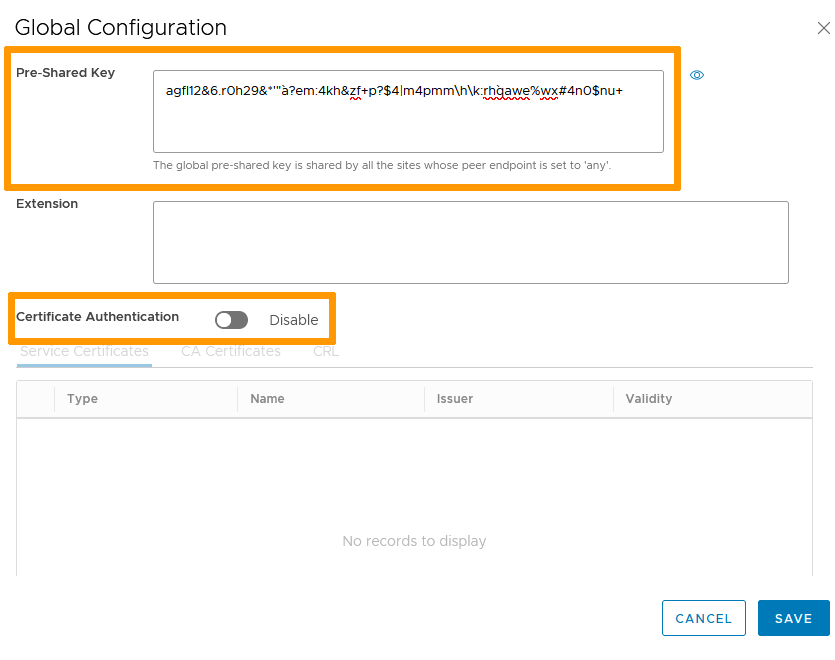 Global Configuration
Pre-Shared Key
agfl12&6.r0h29&*'"à?em:4kh&zf+p?$4|m4pmm\h\k:rhqawe%wx#4n0$nu+
The global pre-shared key is shared by all the sites whose peer endpoint is set to 'any'.
Extension
Certificate Authentication Disable
Service Certificates CA Certificates CRL
Type Name Issuer Validity
No records to display
CANCEL SAVE